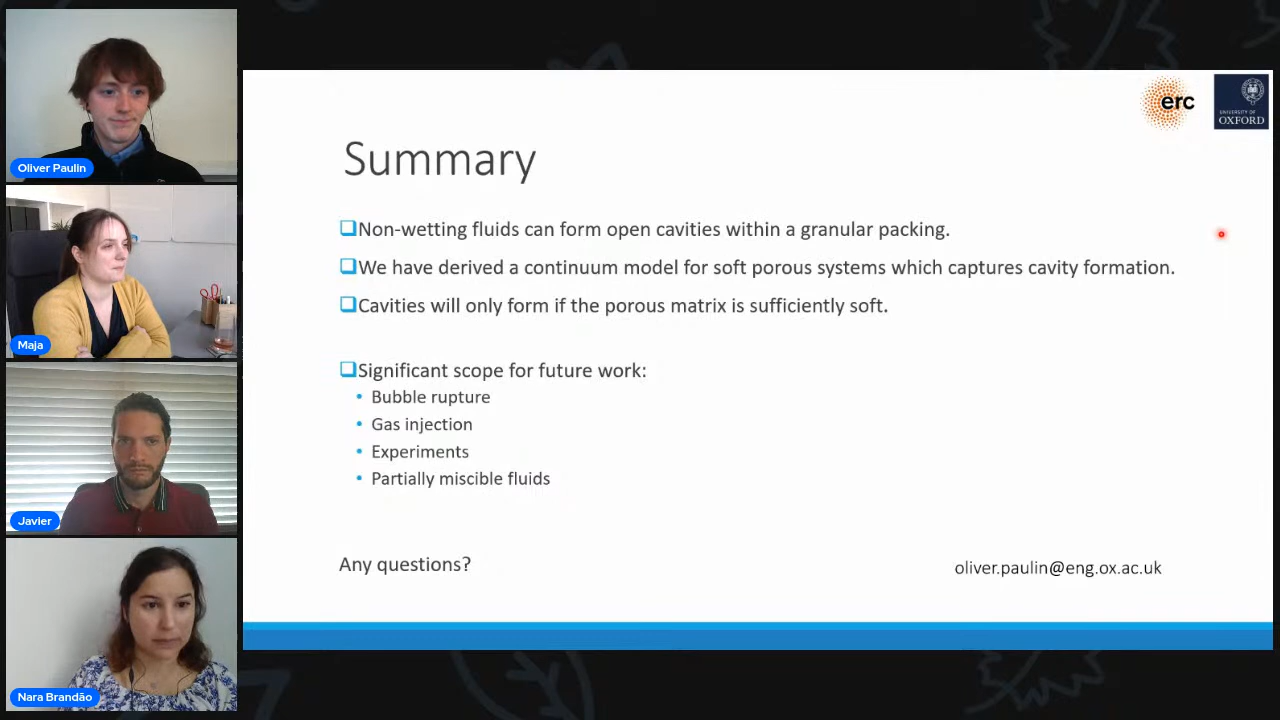 Oliver Paulin
Maja
Javier
Nara Brandão
erc
UNIVERSITY OF
OXFORD
Summary
Non-wetting fluids can form open cavities within a granular packing.
We have derived a continuum model for soft porous systems which captures cavity formation.
Cavities will only form if the porous matrix is sufficiently soft.
Significant scope for future work:
• Bubble rupture
• Gas injection
• Experiments
• Partially miscible fluids
Any questions?
oliver.paulin@eng.ox.ac.uk